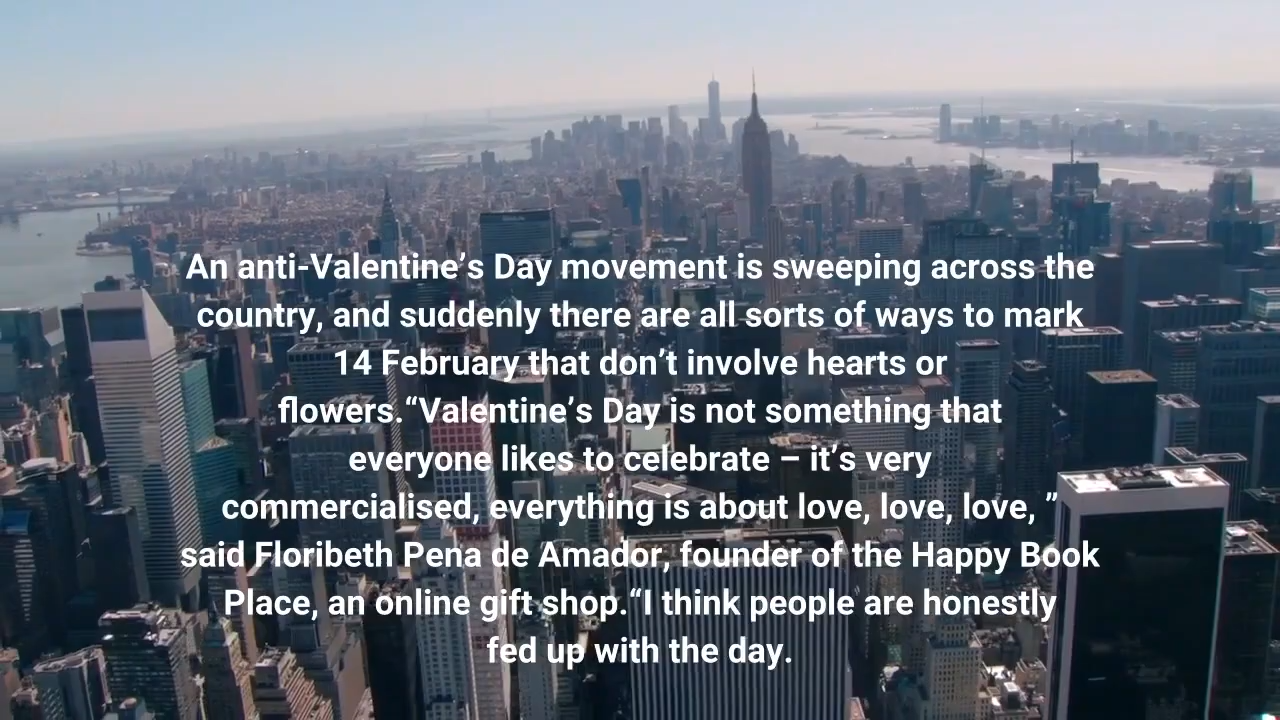 An anti-Valentine’s Day movement is sweeping across the
country, and suddenly there are all sorts of ways to mark
14 February that don’t involve hearts or
flowers.“Valentine’s Day is not something that
everyone likes to celebrate – it’s very
commercialised, everything is about love, love, love, ”
said Floribeth Pena de Amador, founder of the Happy Book
Place, an online gift shop.“I think people are honestly
fed up with the day.